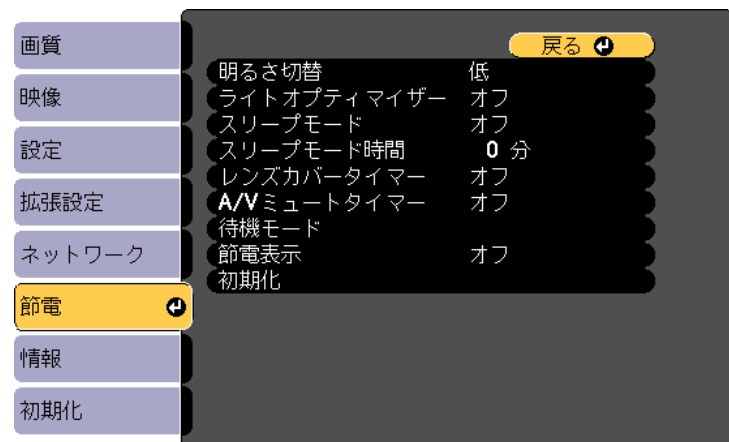 画質
映像
設定
拡張設定
ネットワーク
節電
情報
初期化
戻る
明るさ切替 低
ライトオプティマイザー オフ
スリープモード オフ
スリープモード時間 0 分
レンズカバータイマー オフ
A/Vミュートタイマー オフ
待機モード
節電表示 オフ
初期化